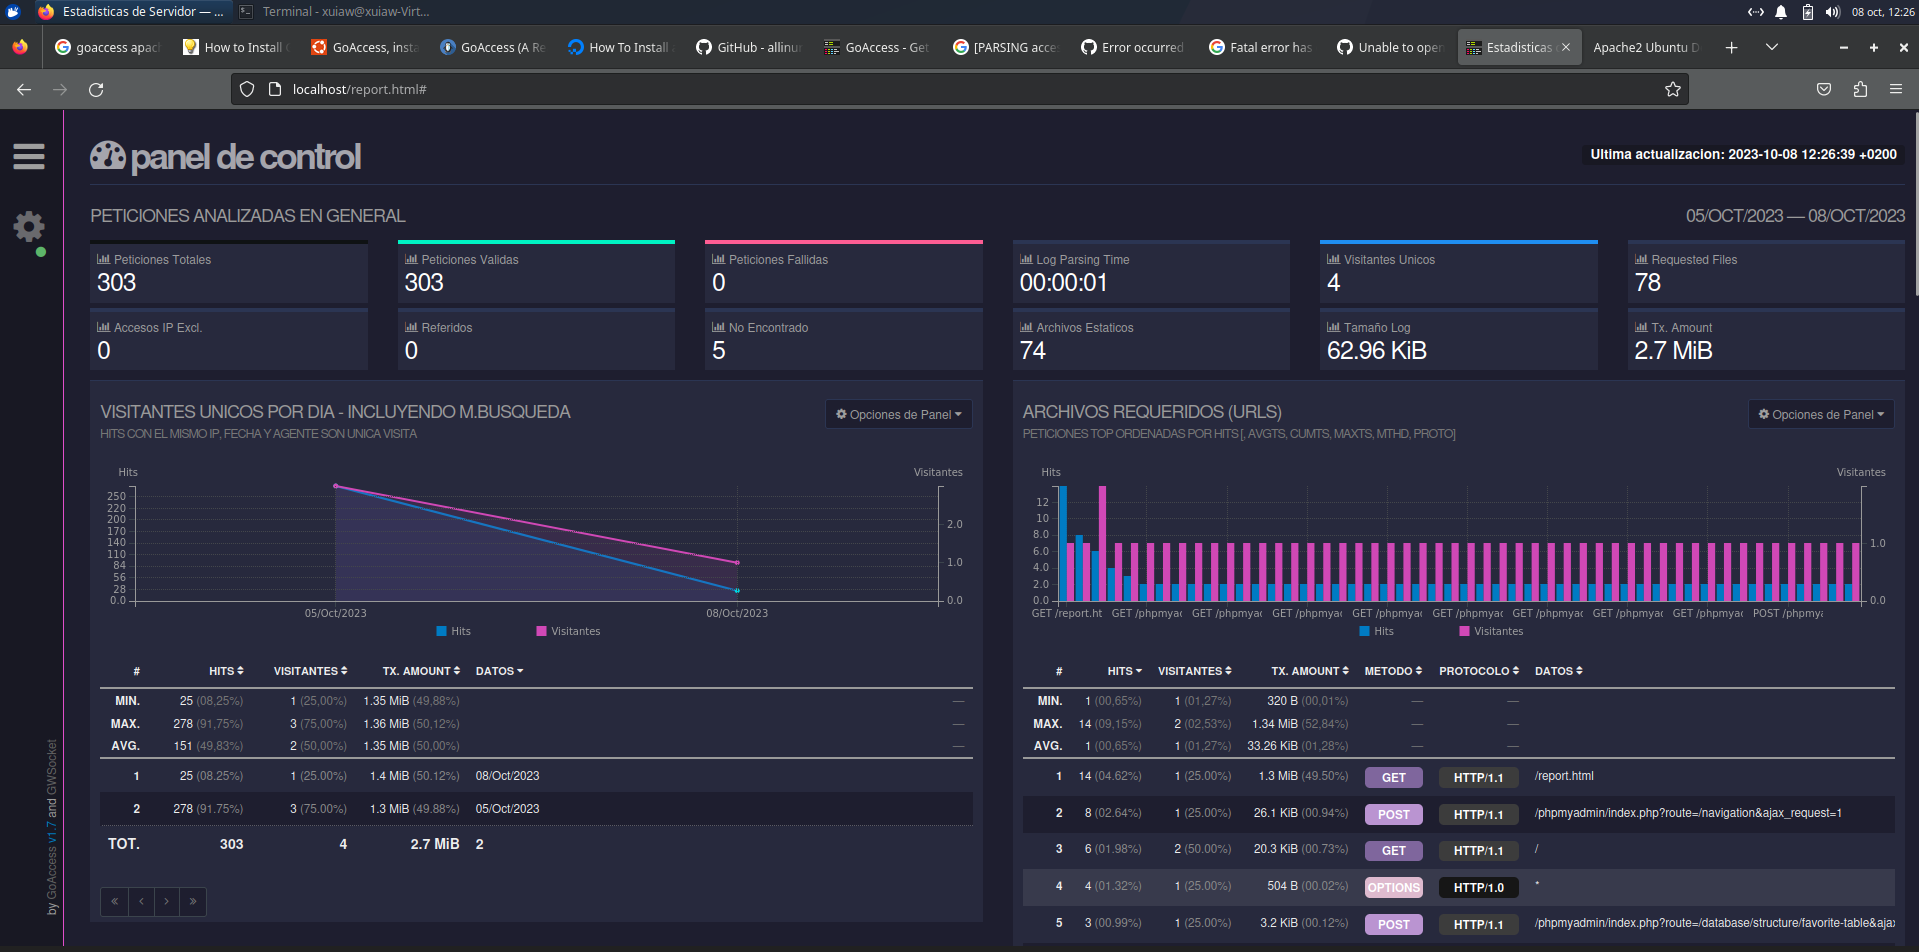 Estadisticas de Servidor — ...
Terminal - xuiaw@xuiaw-Virt...
08 oct, 12:26
goaccess apac
How to Install
GoAccess, insta
GoAccess (A Re
How To Install
GitHub - allinur
GoAccess - Get
[PARSING acce
Error occurred
Fatal error has
Unable to open
Estadisticas
Apache2 Ubuntu D
localhost/report.html#
panel de control
Ultima actualizacion: 2023-10-08 12:26:39 +0200
PETICIONES ANALIZADAS EN GENERAL
05/OCT/2023 — 08/OCT/2023
Peticiones Totales
303
Peticiones Validas
303
Peticiones Fallidas
0
Log Parsing Time
00:00:01
Visitantes Unicos
4
Requested Files
78
Accesos IP Excl.
0
Referidos
0
No Encontrado
5
Archivos Estaticos
74
Tamaño Log
62.96 KiB
Tx. Amount
2.7 MiB
VISITANTES UNICOS POR DIA - INCLUYENDO M.BUSQUEDA
Opciones de Panel
HITS CON EL MISMO IP, FECHA Y AGENTE SON UNICA VISITA
Hits
Visitantes
250
220
200
170
140
110
84
56
28
0.0
2.0
1.0
0.0
05/Oct/2023
08/Oct/2023
Hits
Visitantes
# HITS VISITANTES TX. AMOUNT DATOS
MIN. 25 (08,25%) 1 (25,00%) 1.35 MiB (49,88%) —
MAX. 278 (91,75%) 3 (75,00%) 1.36 MiB (50,12%) —
AVG. 151 (49,83%) 2 (50,00%) 1.35 MiB (50,00%) —
1 25 (08.25%) 1 (25.00%) 1.4 MiB (50.12%) 08/Oct/2023
2 278 (91.75%) 3 (75.00%) 1.3 MiB (49.88%) 05/Oct/2023
TOT. 303 4 2.7 MiB 2
« ‹ › »
ARCHIVOS REQUERIDOS (URLS)
Opciones de Panel
PETICIONES TOP ORDENADAS POR HITS [, AVGTS, CUMTS, MAXTS, MTHD, PROTO]
Hits
Visitantes
12
10
8.0
6.0
4.0
2.0
0.0
1.0
0.0
GET /report.ht GET /phpmyac GET /phpmyac GET /phpmyac GET /phpmyac GET /phpmyac GET /phpmyac GET /phpmyac GET /phpmyac POST /phpmy
Hits
Visitantes
# HITS VISITANTES TX. AMOUNT METODO PROTOCOLO DATOS
MIN. 1 (00,65%) 1 (01,27%) 320 B (00,01%) — —
MAX. 14 (09,15%) 2 (02,53%) 1.34 MiB (52,84%) — —
AVG. 1 (00,65%) 1 (01,27%) 33.26 KiB (01,28%) — —
1 14 (04.62%) 1 (25.00%) 1.3 MiB (49.50%) GET HTTP/1.1 /report.html
2 8 (02.64%) 1 (25.00%) 26.1 KiB (00.94%) POST HTTP/1.1 /phpmyadmin/index.php?route=/navigation&ajax_request=1
3 6 (01.98%) 2 (50.00%) 20.3 KiB (00.73%) GET HTTP/1.1 /
4 4 (01.32%) 1 (25.00%) 504 B (00.02%) OPTIONS HTTP/1.0 *
5 3 (00.99%) 1 (25.00%) 3.2 KiB (00.12%) POST HTTP/1.1 /phpmyadmin/index.php?route=/database/structure/favorite-table&ajax
by GoAccess v1.7 and GWSocket